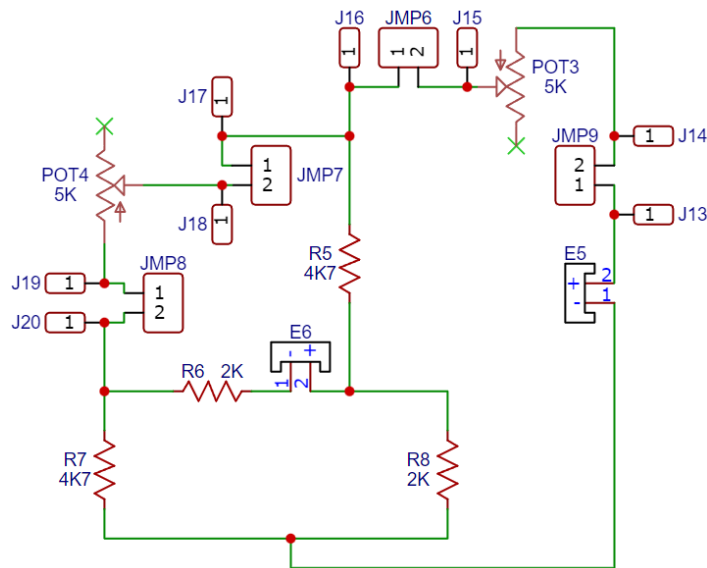 J16
JMP6
J15
1
1
2
1
POT3
5K
J17
1
JMP9
1
J14
2
1
POT4
5K
1
2
JMP7
J18
1
1
J13
R5
4K7
E5
+
-
2
1
J19
1
JMP8
1
2
J20
1
E6
-
+
1
2
R6
2K
R7
4K7
R8
2K